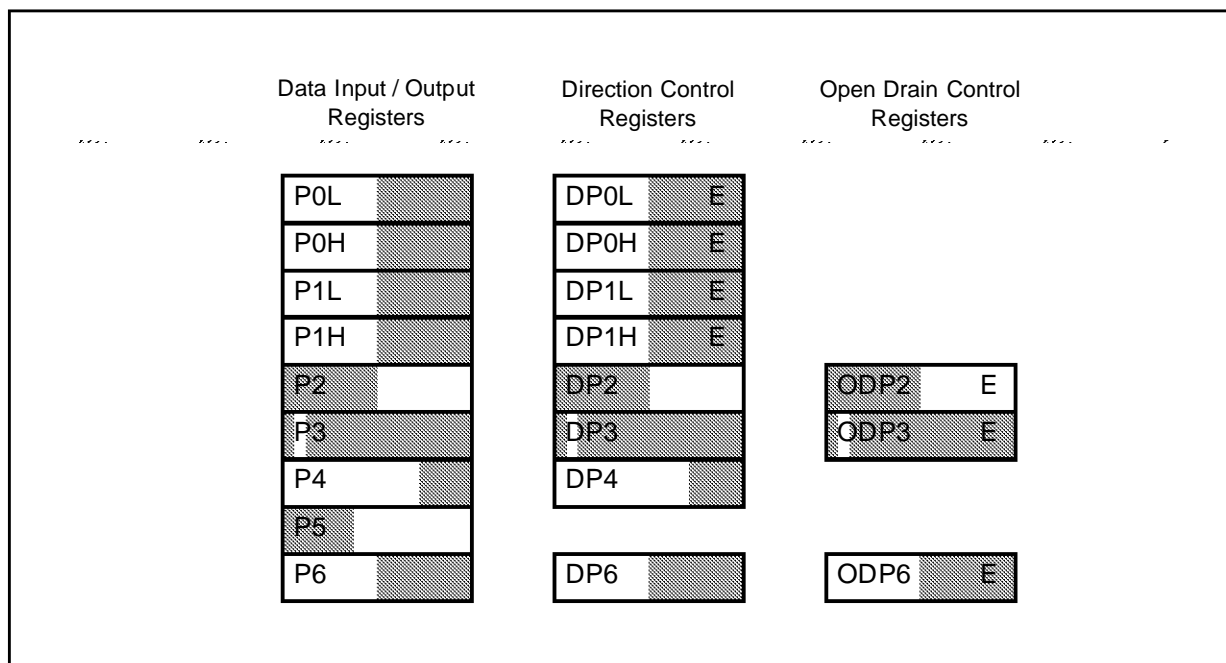 Data Input / Output Direction Control Open Drain Control
Registers Registers Registers
P0L DP0L E
P0H DP0H E
P1L DP1L E
P1H DP1H E
P2 DP2 ODP2 E
P3 DP3 ODP3 E
P4 DP4
P5
P6 DP6 ODP6 E